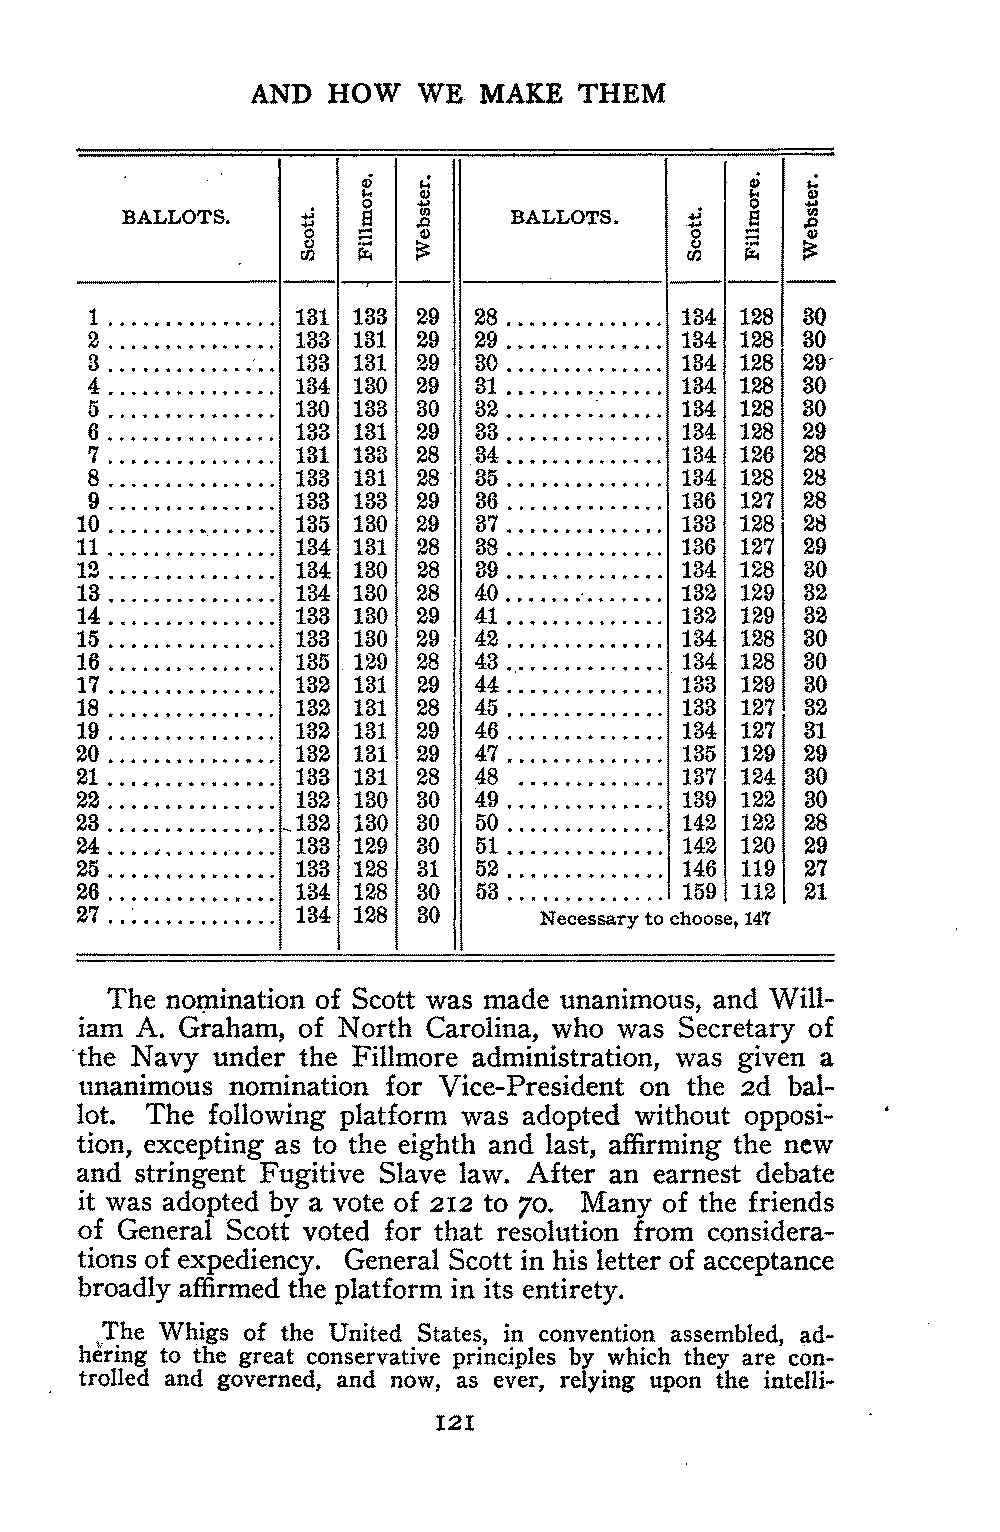 AND HOW WE MAKE THEM
BALLOTS. Scott. Fillmore. Webster. BALLOTS. Scott. Fillmore. Webster.
1 ............... 131 133 29 28 .............. 134 128 30
2 ............... 133 131 29 29 .............. 134 128 30
3 ............... 133 131 29 30 .............. 134 128 29
4 ............... 134 130 29 31 .............. 134 128 30
5 ............... 130 133 30 32 .............. 134 128 30
6 ............... 133 131 29 33 .............. 134 128 29
7 ............... 131 133 28 34 .............. 134 126 28
8 ............... 133 131 28 35 .............. 134 128 28
9 ............... 133 133 29 36 .............. 136 127 28
10 ............... 135 130 29 37 .............. 133 128 28
11 ............... 134 131 28 38 .............. 136 127 29
12 ............... 134 130 28 39 .............. 134 128 30
13 ............... 134 130 28 40 .............. 132 129 32
14 ............... 133 130 29 41 .............. 132 129 32
15 ............... 133 130 29 42 .............. 134 128 30
16 ............... 135 129 28 43 .............. 134 128 30
17 ............... 132 131 29 44 .............. 133 129 30
18 ............... 132 131 28 45 .............. 133 127 32
19 ............... 132 131 29 46 .............. 134 127 31
20 ............... 132 131 29 47 .............. 135 129 29
21 ............... 133 131 28 48 .............. 137 124 30
22 ............... 132 130 30 49 .............. 139 122 30
23 ............... 132 130 30 50 .............. 142 122 28
24 ............... 133 129 30 51 .............. 142 120 29
25 ............... 133 128 31 52 .............. 146 119 27
26 ............... 134 128 30 53 .............. 159 112 21
27 ............... 134 128 30 Necessary to choose, 147
The nomination of Scott was made unanimous, and Will-
iam A. Graham, of North Carolina, who was Secretary of
the Navy under the Fillmore administration, was given a
unanimous nomination for Vice-President on the 2d bal-
lot. The following platform was adopted without opposi-
tion, excepting as to the eighth and last, affirming the new
and stringent Fugitive Slave law. After an earnest debate
it was adopted by a vote of 212 to 70. Many of the friends
of General Scott voted for that resolution from considera-
tions of expediency. General Scott in his letter of acceptance
broadly affirmed the platform in its entirety.
The Whigs of the United States, in convention assembled, ad-
hering to the great conservative principles by which they are con-
trolled and governed, and now, as ever, relying upon the intelli-
121